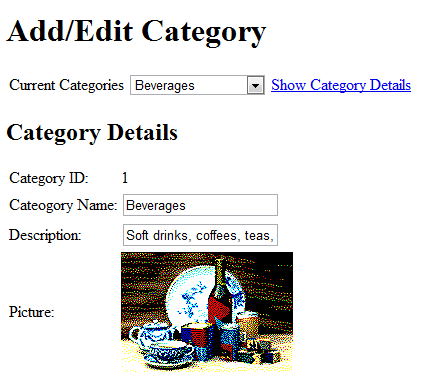 Add/Edit Category
Current Categories Beverages Show Category Details
Category Details
Category ID: 1
Cateogory Name: Beverages
Description: Soft drinks, coffees, teas,
Picture: